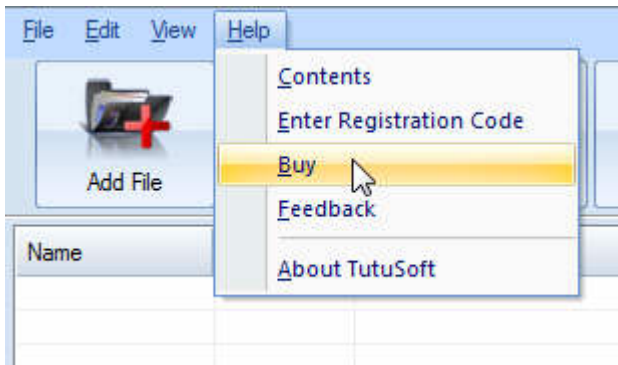 File Edit View Help
Contents
Enter Registration Code
Buy
Feedback
About TutuSoft
Add File
Name